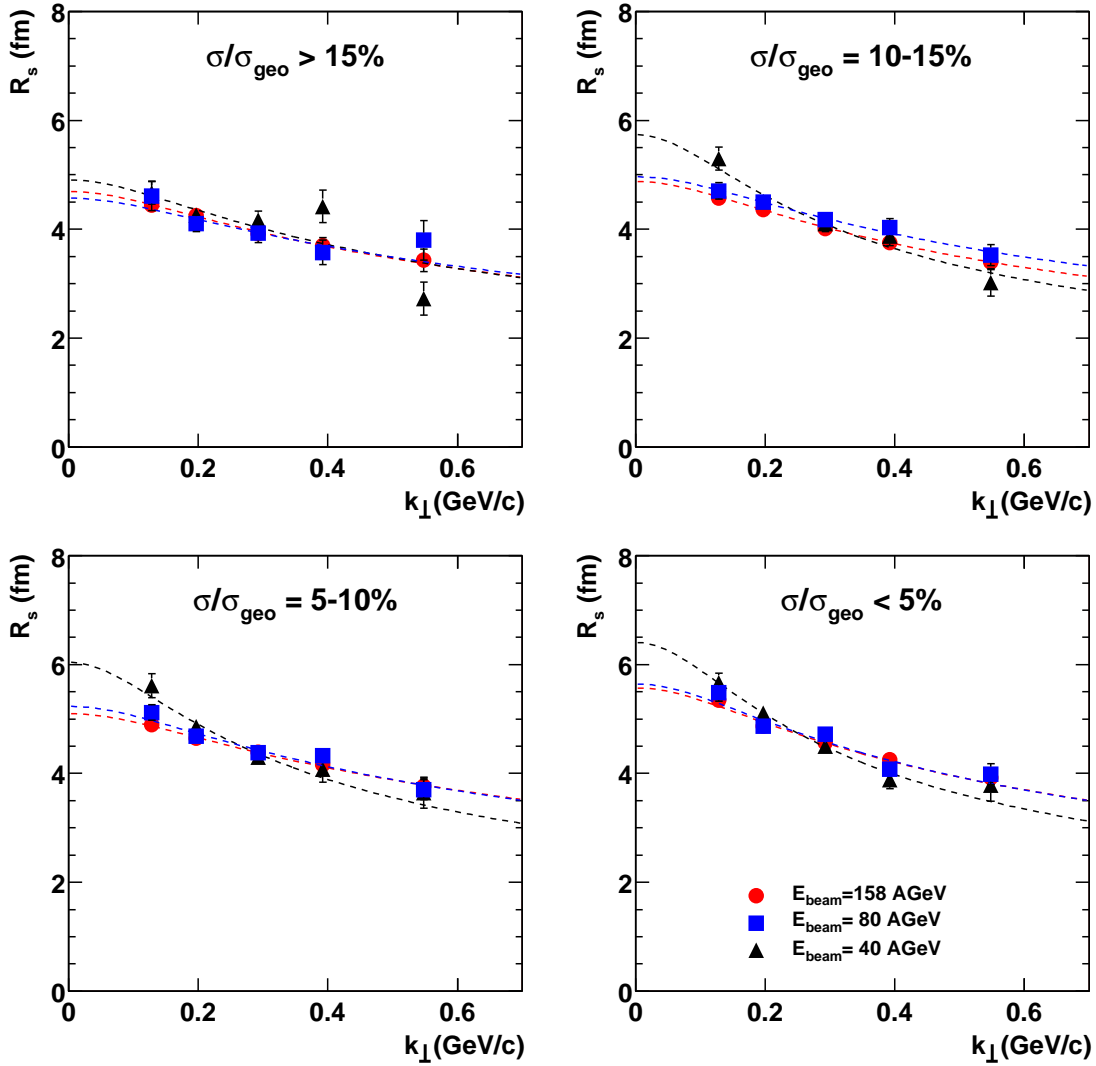 R_s (fm)
σ/σ_geo > 15%
8
6
4
2
0
0 0.2 0.4 0.6
k_⊥(GeV/c)
R_s (fm)
σ/σ_geo = 10-15%
8
6
4
2
0
0 0.2 0.4 0.6
k_⊥(GeV/c)
R_s (fm)
σ/σ_geo = 5-10%
8
6
4
2
0
0 0.2 0.4 0.6
k_⊥(GeV/c)
R_s (fm)
σ/σ_geo < 5%
8
6
4
2
0
E_beam=158 AGeV
E_beam= 80 AGeV
E_beam= 40 AGeV
0 0.2 0.4 0.6
k_⊥(GeV/c)